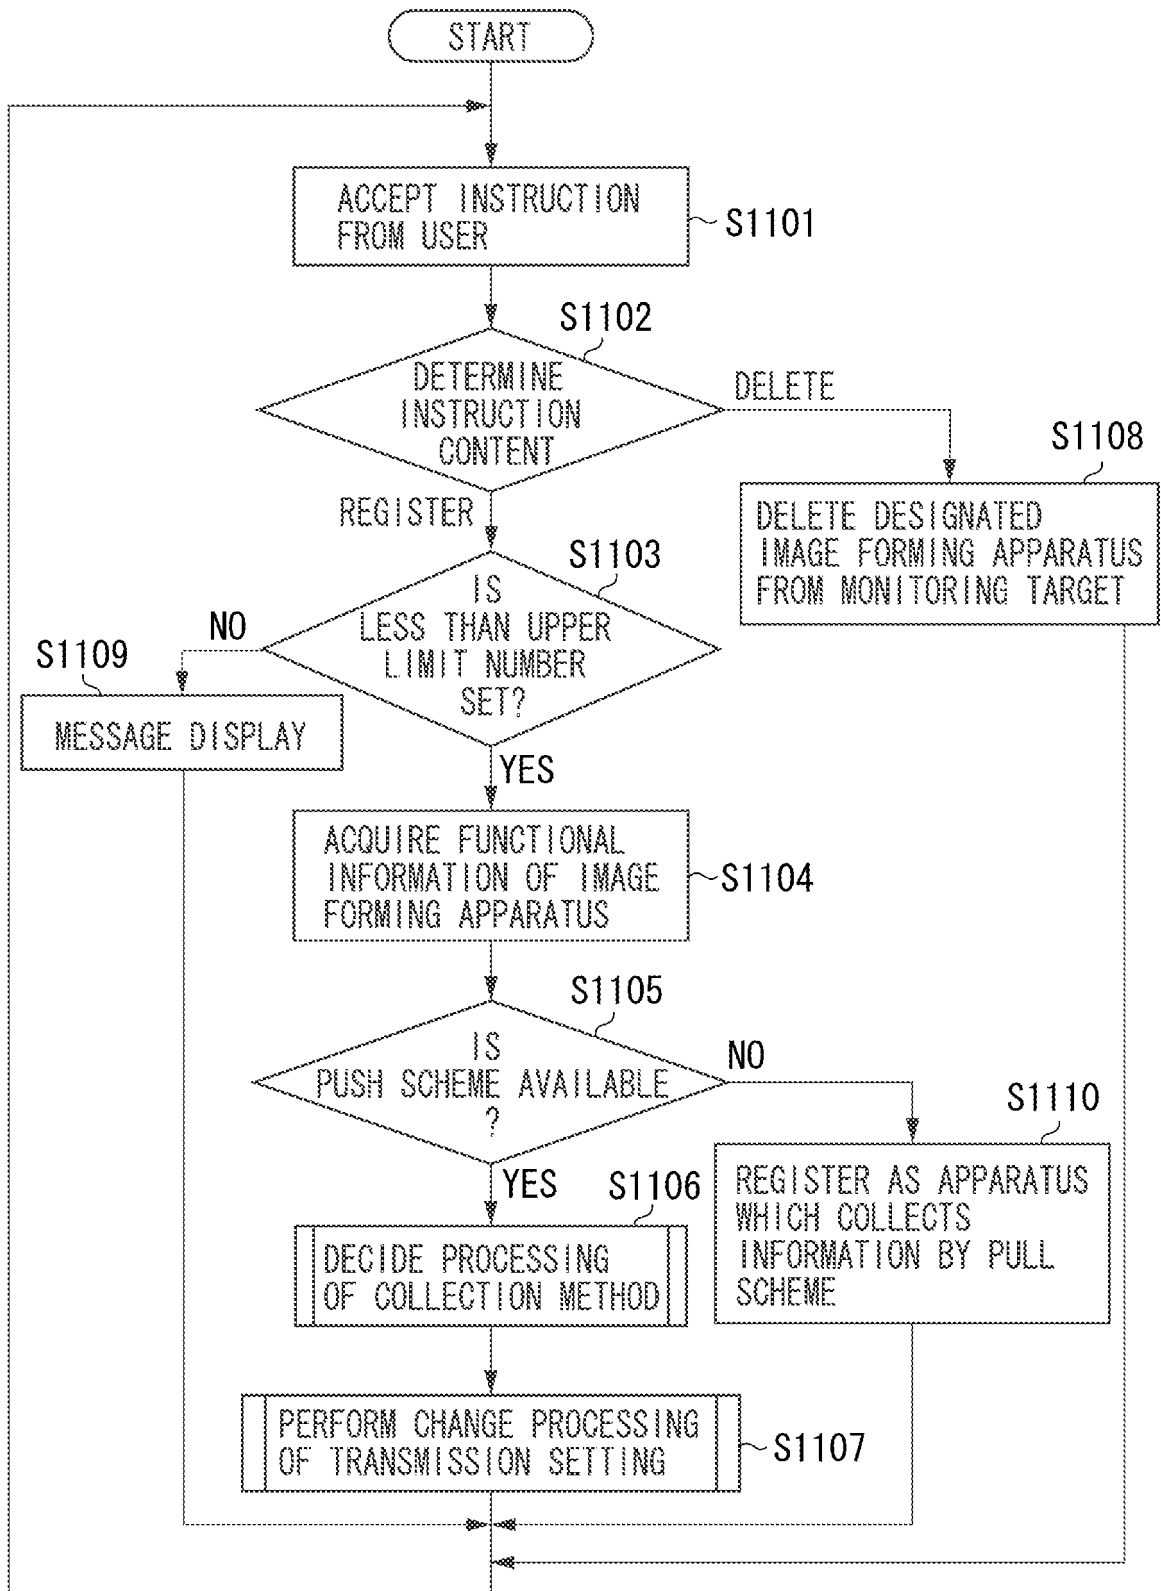 START
ACCEPT INSTRUCTION
FROM USER
S1101
S1102
DETERMINE
INSTRUCTION
CONTENT
DELETE
REGISTER
S1108
DELETE DESIGNATED
IMAGE FORMING APPARATUS
FROM MONITORING TARGET
S1103
IS
LESS THAN UPPER
LIMIT NUMBER
SET?
NO
S1109
MESSAGE DISPLAY
YES
ACQUIRE FUNCTIONAL
INFORMATION OF IMAGE
FORMING APPARATUS
S1104
S1105
IS
PUSH SCHEME AVAILABLE
?
NO
S1110
REGISTER AS APPARATUS
WHICH COLLECTS
INFORMATION BY PULL
SCHEME
YES
S1106
DECIDE PROCESSING
OF COLLECTION METHOD
PERFORM CHANGE PROCESSING
OF TRANSMISSION SETTING
S1107